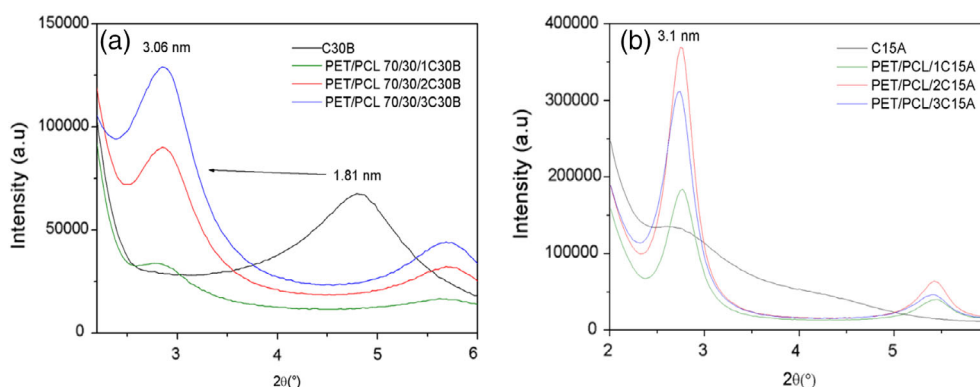 (a)
3.06 nm
C30B
PET/PCL 70/30/1C30B
PET/PCL 70/30/2C30B
PET/PCL 70/30/3C30B
1.81 nm
Intensity (a.u)
150000
100000
50000
0
3
4
5
6
2θ(°)
(b)
3.1 nm
C15A
PET/PCL/1C15A
PET/PCL/2C15A
PET/PCL/3C15A
Intensity (a.u)
400000
300000
200000
100000
0
2
3
4
5
2θ(°)